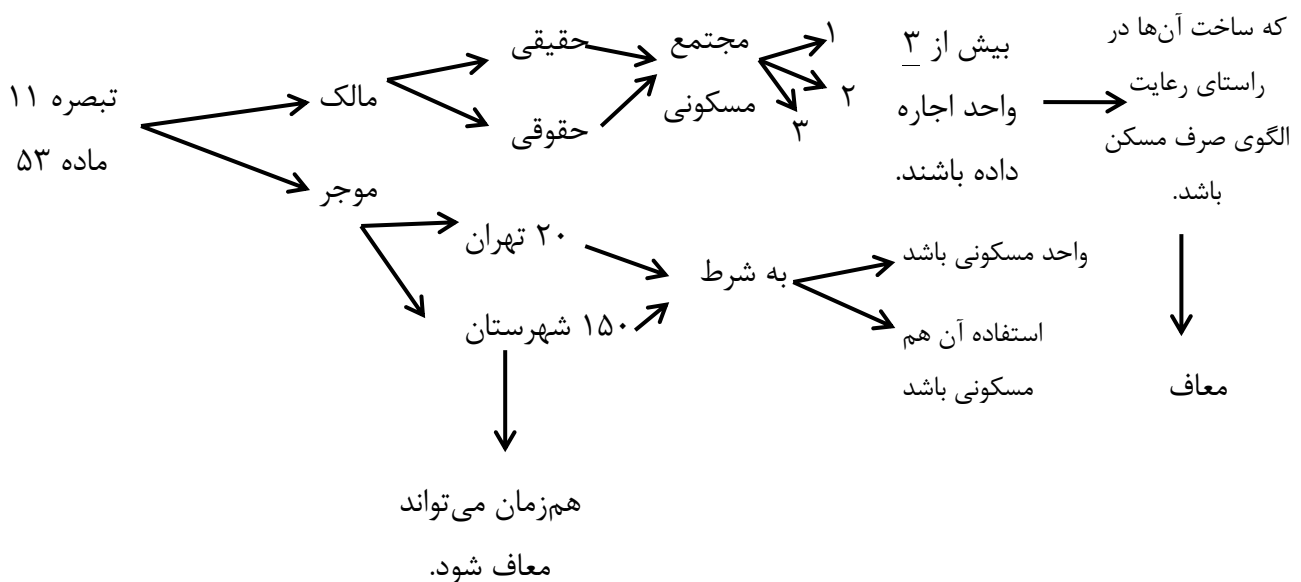 تبصره ۱۱
ماده ۵۳
مالک
موجر
حقیقی
حقوقی
مجتمع
مسکونی
۱
۲
۳
بیش از ۳
واحد اجاره
داده باشند.
که ساخت آن‌ها در
راستای رعایت
الگوی صرف مسکن
باشد.
معاف
۲۰ تهران
۱۵۰ شهرستان
به شرط
واحد مسکونی باشد
استفاده آن هم
مسکونی باشد
هم‌زمان می‌تواند
معاف شود.